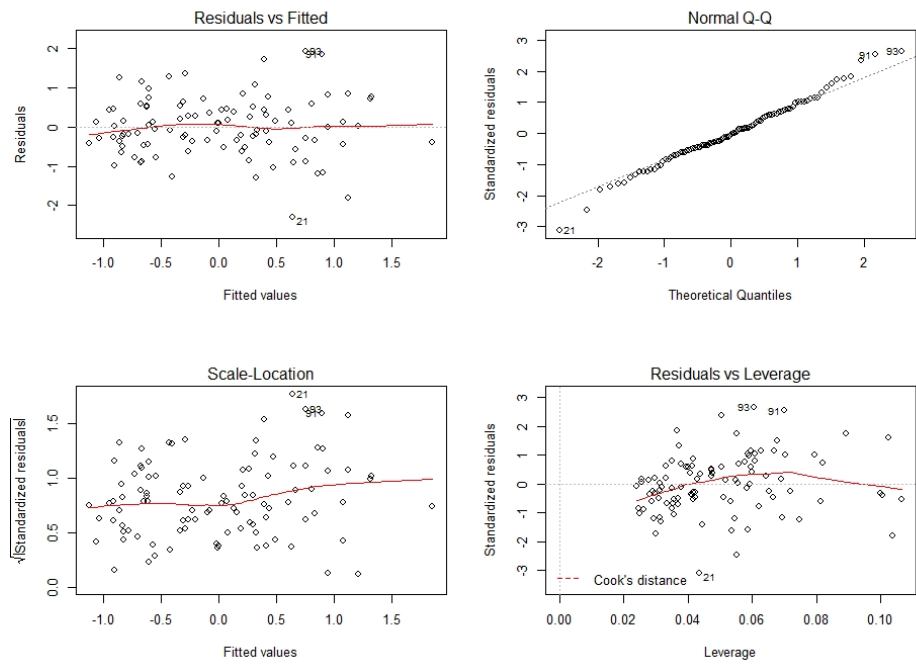 Residuals vs Fitted
Residuals
2
1
0
-1
-2
93
91
21
-1.0 -0.5 0.0 0.5 1.0 1.5
Fitted values
Normal Q-Q
Standardized residuals
3
2
1
0
-1
-2
-3
91 93
21
-2 -1 0 1 2
Theoretical Quantiles
Scale-Location
√|Standardized residuals|
1.5
1.0
0.5
0.0
21
93
91
-1.0 -0.5 0.0 0.5 1.0 1.5
Fitted values
Residuals vs Leverage
Standardized residuals
3
2
1
0
-1
-2
-3
93 91
21
Cook's distance
0.00 0.02 0.04 0.06 0.08 0.10
Leverage